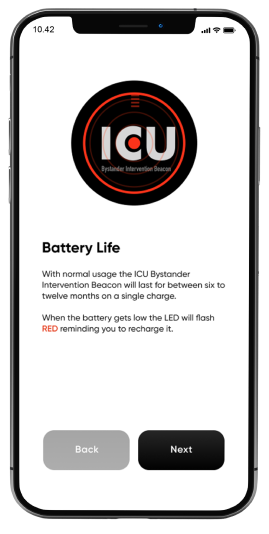 10.42
ICU
Bystander Intervention Beacon
Battery Life
With normal usage the ICU Bystander
Intervention Beacon will last for between six to
twelve months on a single charge.
When the battery gets low the LED will flash
RED reminding you to recharge it.
Back
Next